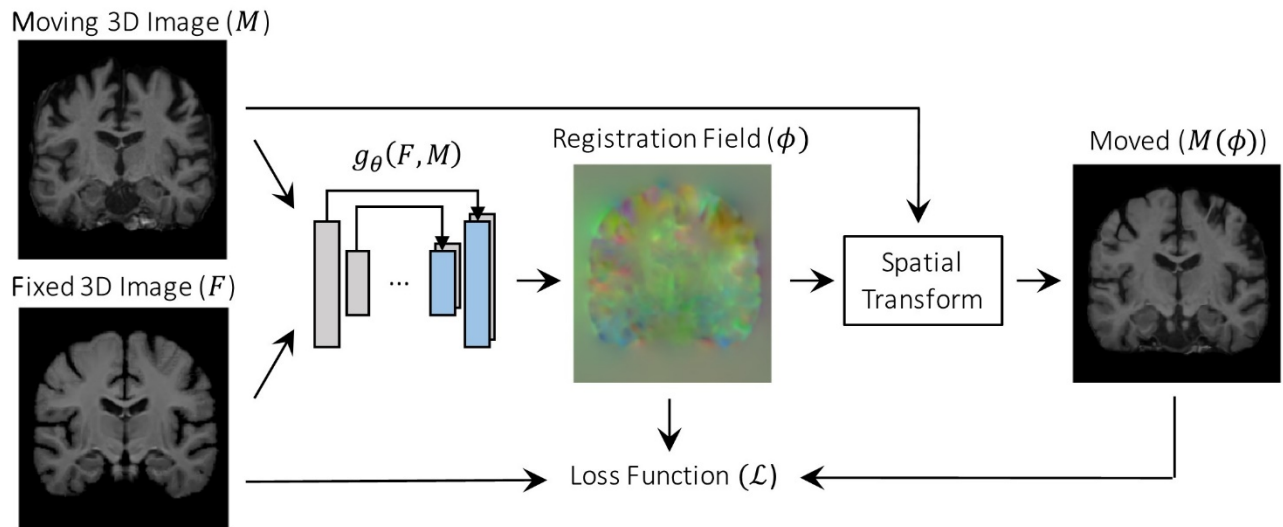 Moving 3D Image (M)
g_θ(F, M)
Registration Field (ϕ)
Moved (M(ϕ))
...
Spatial
Transform
Fixed 3D Image (F)
Loss Function (ℒ)